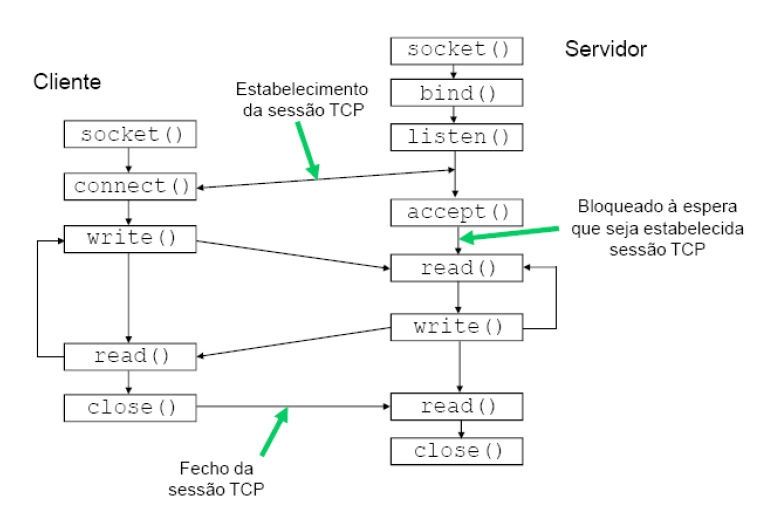 socket()
Servidor
Cliente
bind()
Estabelecimento
da sessão TCP
socket()
listen()
connect()
accept()
Bloqueado à espera
que seja estabelecida
sessão TCP
write()
read()
write()
read()
close()
read()
close()
Fecho da
sessão TCP